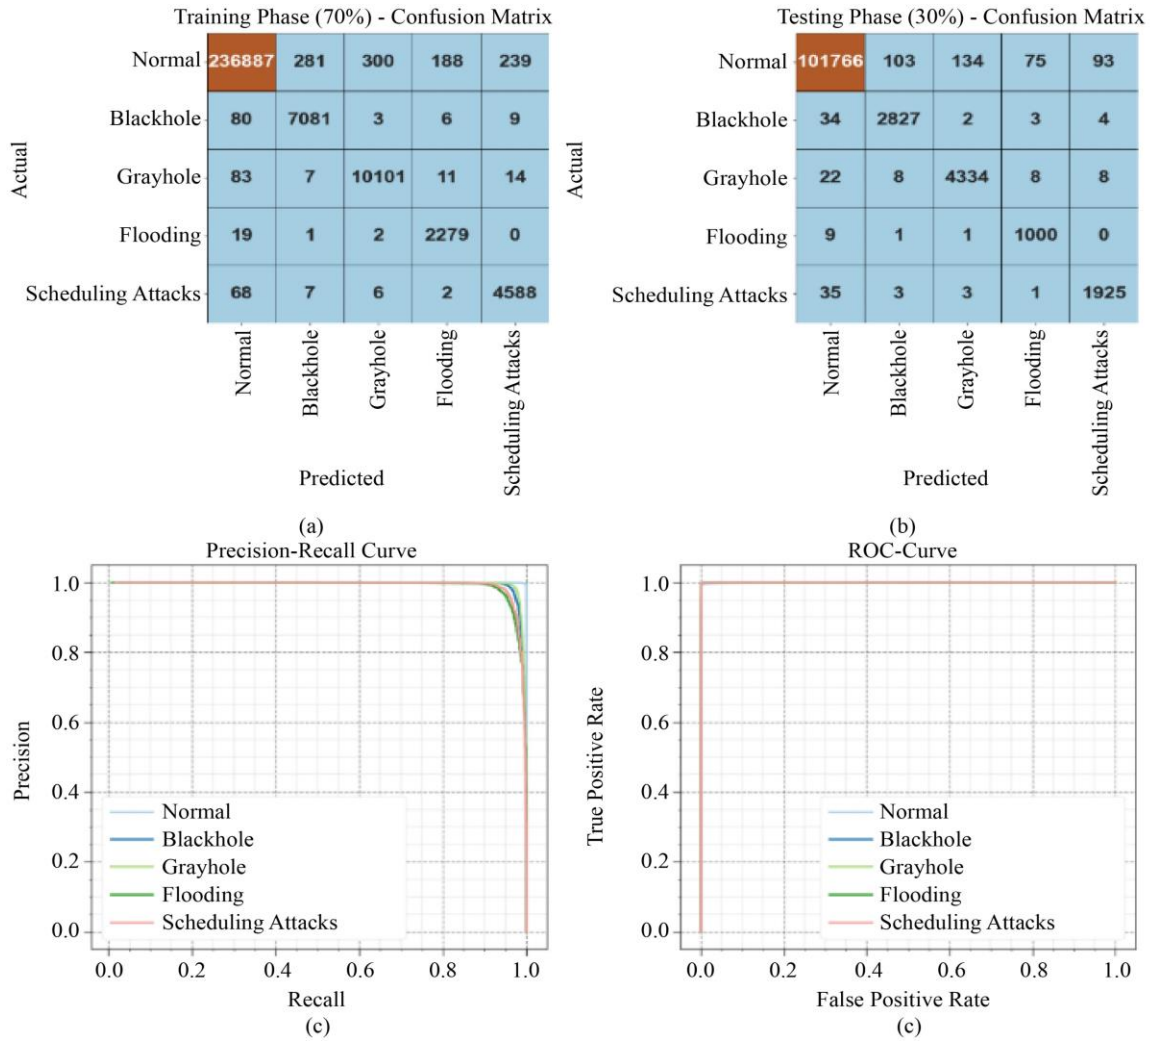 Training Phase (70%) - Confusion Matrix
Actual
Normal 236887 281 300 188 239
Blackhole 80 7081 3 6 9
Grayhole 83 7 10101 11 14
Flooding 19 1 2 2279 0
Scheduling Attacks 68 7 6 2 4588
Normal Blackhole Grayhole Flooding Scheduling Attacks
Predicted
(a)
Testing Phase (30%) - Confusion Matrix
Actual
Normal 101766 103 134 75 93
Blackhole 34 2827 2 3 4
Grayhole 22 8 4334 8 8
Flooding 9 1 1 1000 0
Scheduling Attacks 35 3 3 1 1925
Normal Blackhole Grayhole Flooding Scheduling Attacks
Predicted
(b)
Precision-Recall Curve
Precision
1.0
0.8
0.6
0.4
0.2
0.0
Normal
Blackhole
Grayhole
Flooding
Scheduling Attacks
0.0 0.2 0.4 0.6 0.8 1.0
Recall
(c)
ROC-Curve
True Positive Rate
1.0
0.8
0.6
0.4
0.2
0.0
Normal
Blackhole
Grayhole
Flooding
Scheduling Attacks
0.0 0.2 0.4 0.6 0.8 1.0
False Positive Rate
(c)